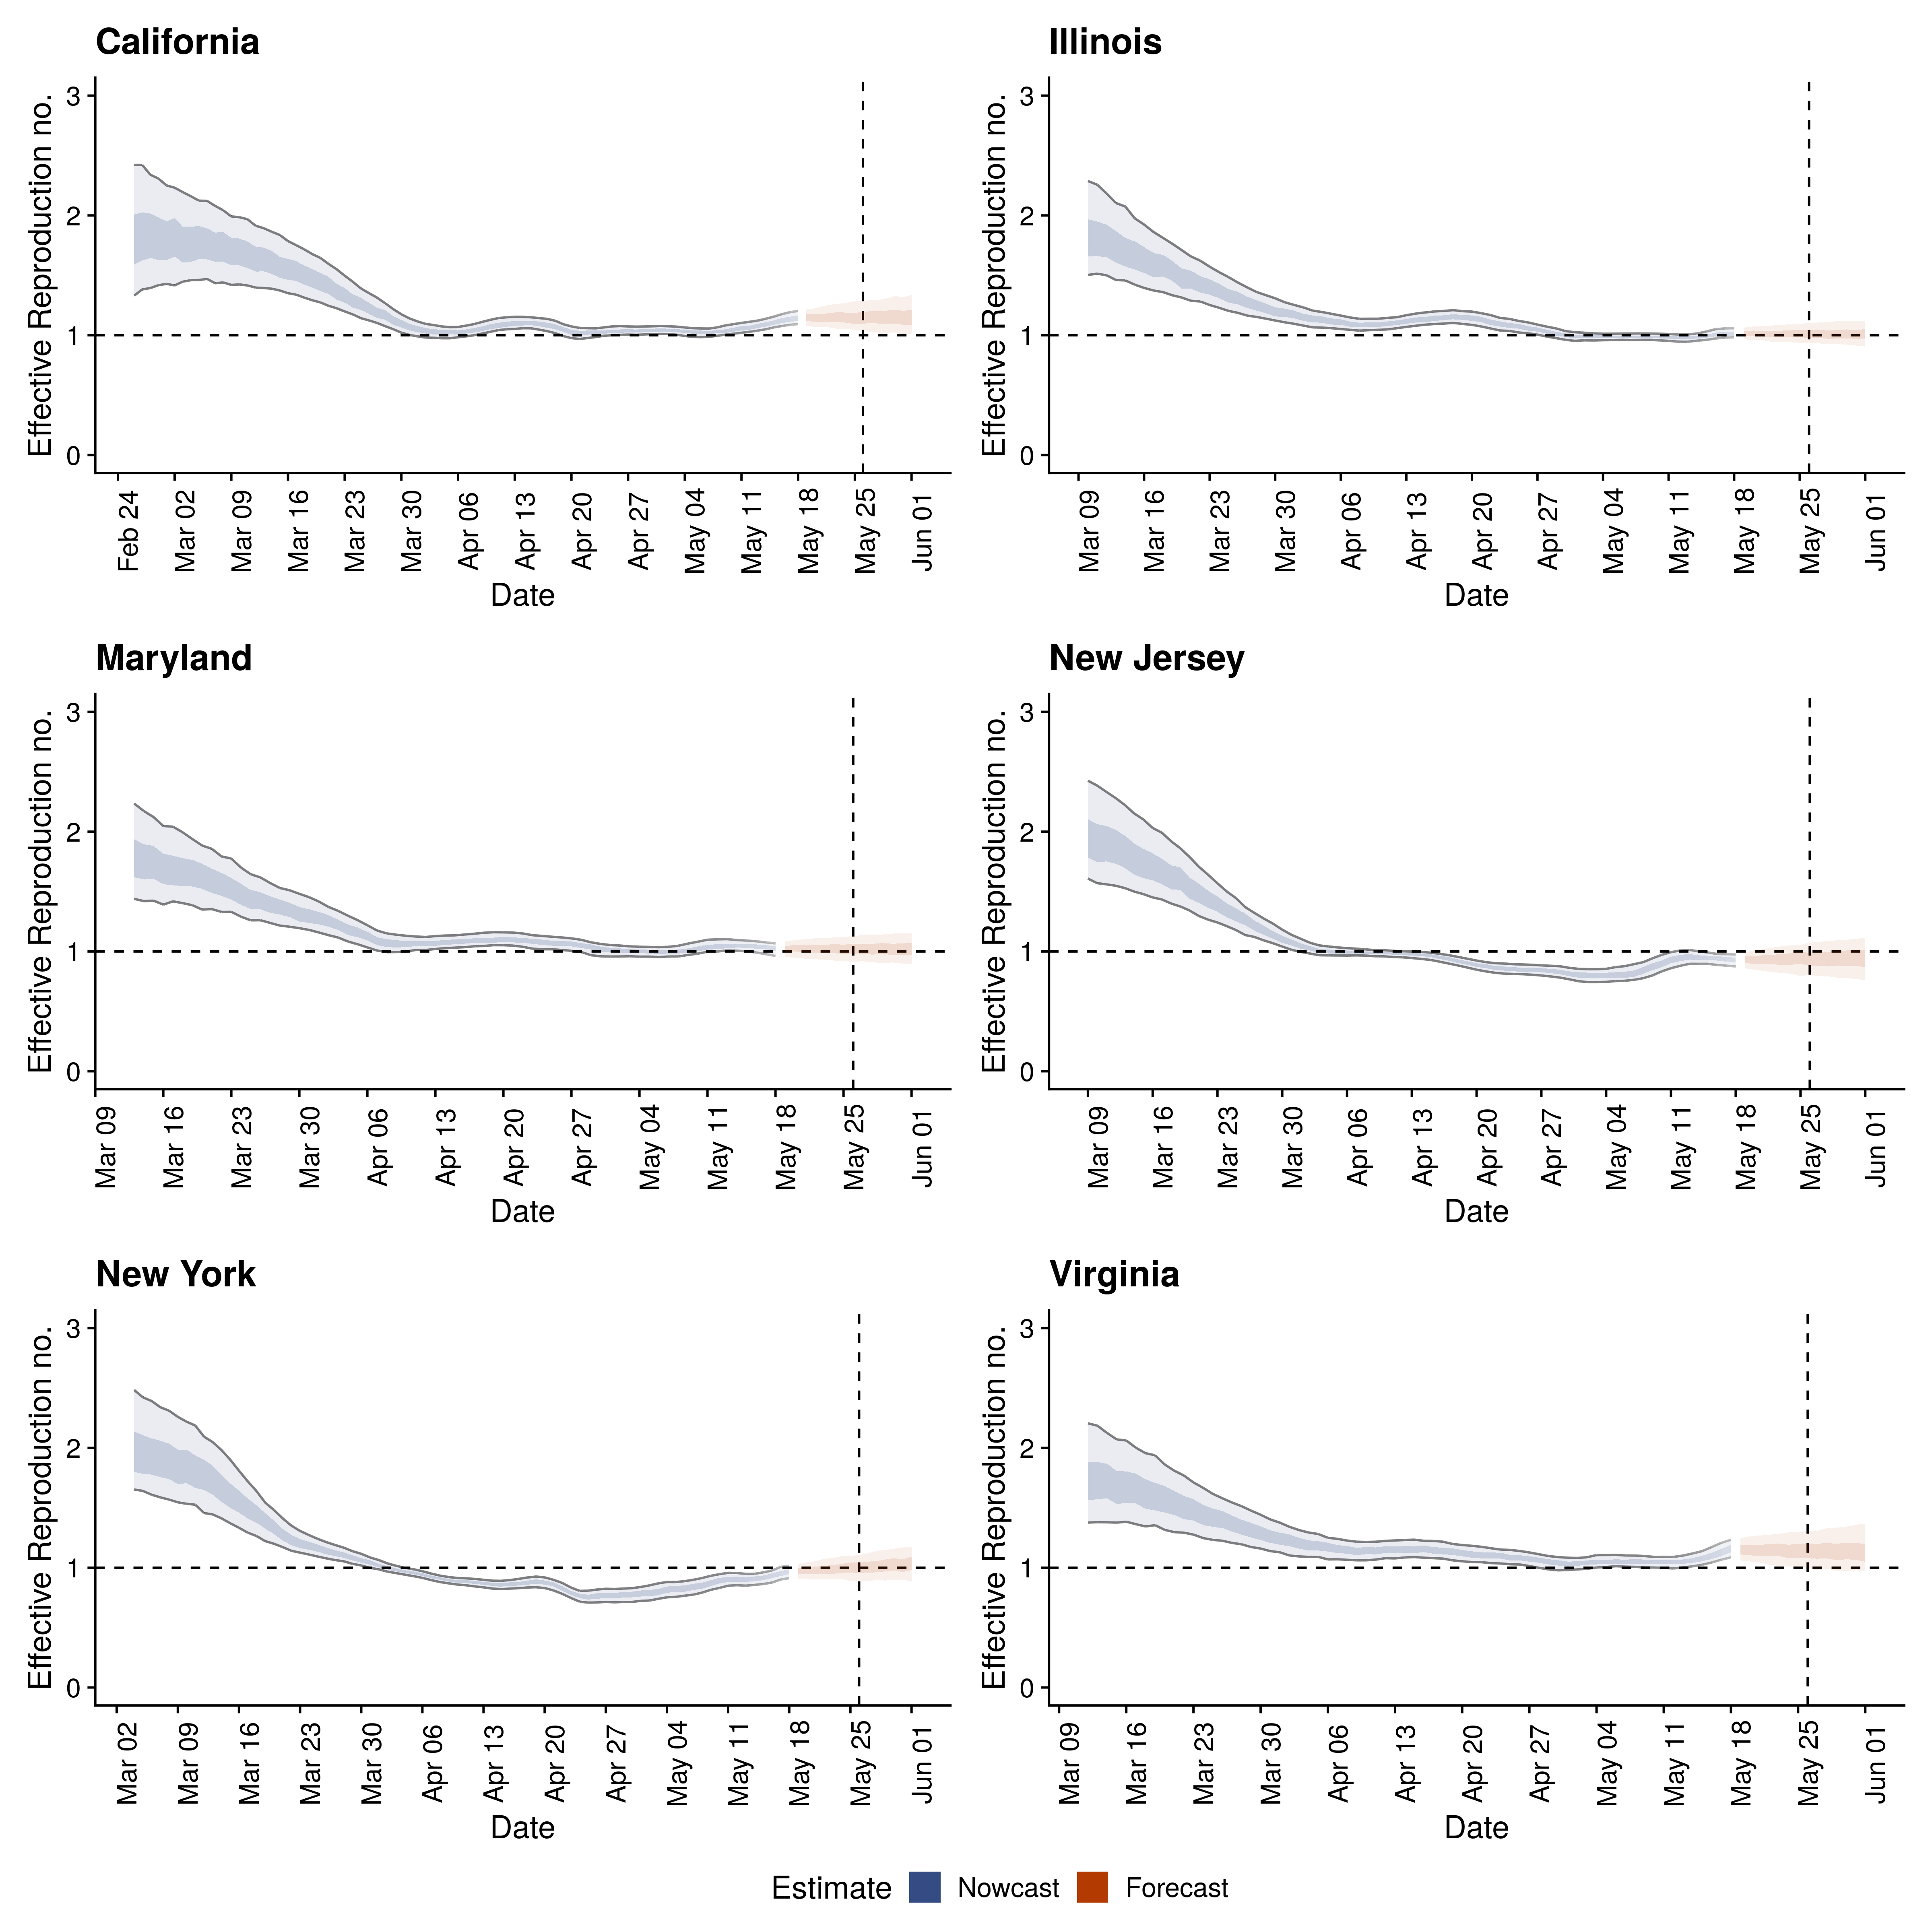 California
Effective Reproduction no.
3
2
1
0
Feb 24
Mar 02
Mar 09
Mar 16
Mar 23
Mar 30
Apr 06
Apr 13
Apr 20
Apr 27
May 04
May 11
May 18
May 25
Jun 01
Date
Illinois
Effective Reproduction no.
3
2
1
0
Mar 09
Mar 16
Mar 23
Mar 30
Apr 06
Apr 13
Apr 20
Apr 27
May 04
May 11
May 18
May 25
Jun 01
Date
Maryland
Effective Reproduction no.
3
2
1
0
Mar 09
Mar 16
Mar 23
Mar 30
Apr 06
Apr 13
Apr 20
Apr 27
May 04
May 11
May 18
May 25
Jun 01
Date
New Jersey
Effective Reproduction no.
3
2
1
0
Mar 09
Mar 16
Mar 23
Mar 30
Apr 06
Apr 13
Apr 20
Apr 27
May 04
May 11
May 18
May 25
Jun 01
Date
New York
Effective Reproduction no.
3
2
1
0
Mar 02
Mar 09
Mar 16
Mar 23
Mar 30
Apr 06
Apr 13
Apr 20
Apr 27
May 04
May 11
May 18
May 25
Jun 01
Date
Virginia
Effective Reproduction no.
3
2
1
0
Mar 09
Mar 16
Mar 23
Mar 30
Apr 06
Apr 13
Apr 20
Apr 27
May 04
May 11
May 18
May 25
Jun 01
Date
Estimate Nowcast Forecast